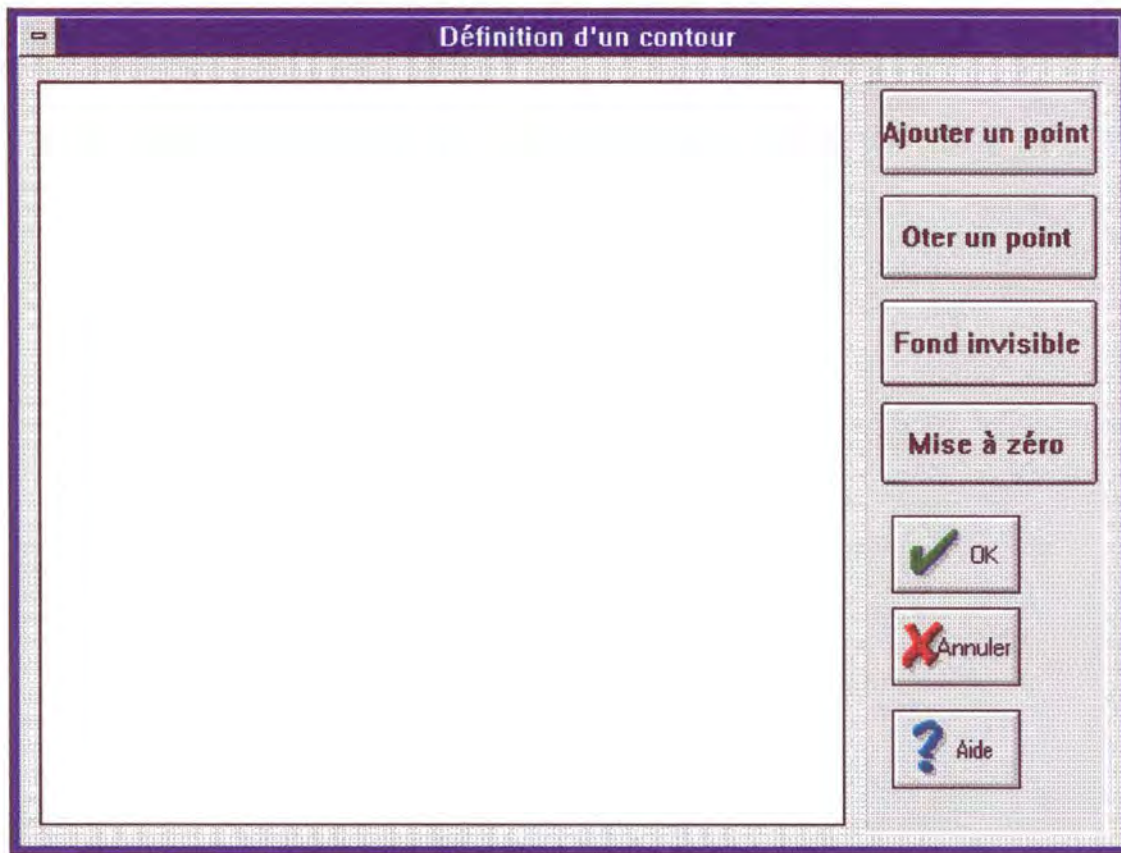 Définition d'un contour
Ajouter un point
Oter un point
Fond invisible
Mise à zéro
OK
Annuler
Aide